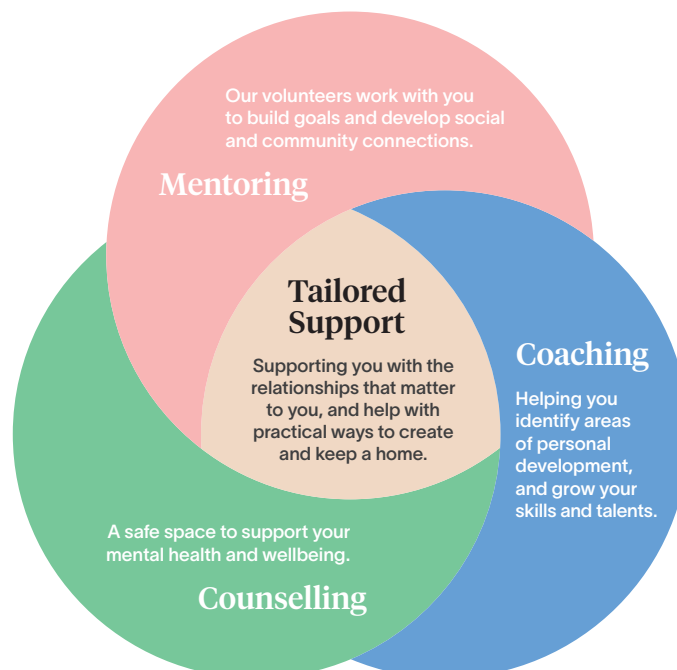 Our volunteers work with you
to build goals and develop social
and community connections.
Mentoring
Tailored
Support
Supporting you with the
relationships that matter
to you, and help with
practical ways to create
and keep a home.
Coaching
Helping you
identify areas
of personal
development,
and grow your
skills and talents.
A safe space to support your
mental health and wellbeing.
Counselling